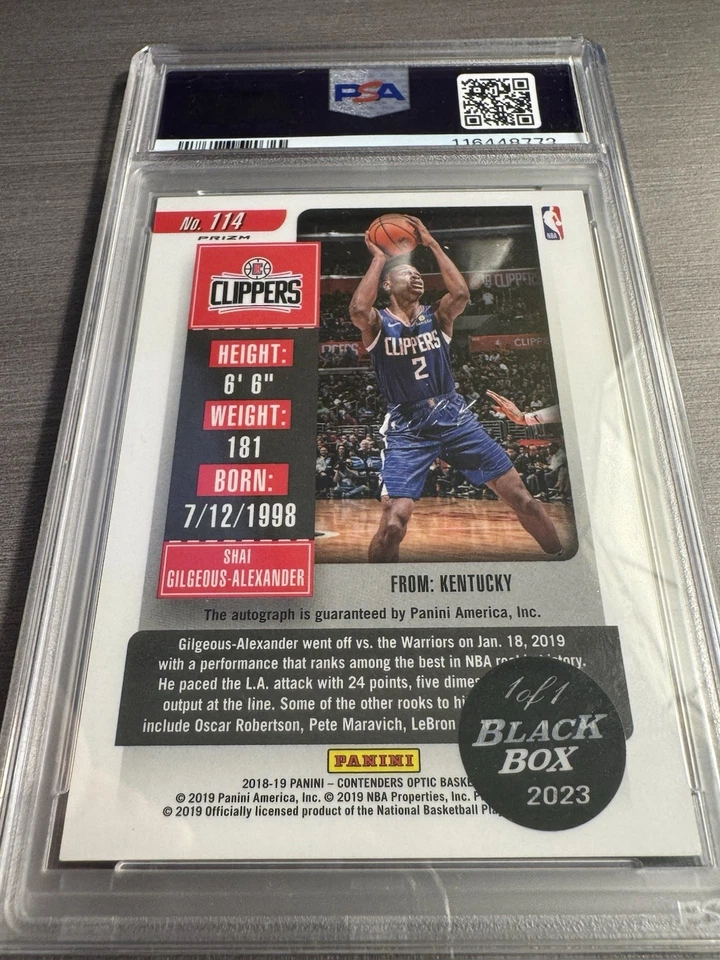 PSA
116448773
No. 114
PRIZM
NBA
CLIPPERS
HEIGHT:
6' 6"
WEIGHT:
181
BORN:
7/12/1998
SHAI
GILGEOUS-ALEXANDER
CLIPPERS
2
FROM: KENTUCKY
The autograph is guaranteed by Panini America, Inc.
Gilgeous-Alexander went off vs. the Warriors on Jan. 18, 2019
with a performance that ranks among the best in NBA
He paced the L.A. attack with 24 points, five
output at the line. Some of the other rooks to
include Oscar Robertson, Pete Maravich, LeBron
1 of 1
BLACK
BOX
2023
PANINI
2018-19 PANINI – CONTENDERS OPTIC
© 2019 Panini America, Inc. © 2019 NBA Properties, Inc.
© 2019 Officially licensed product of the National Basketball